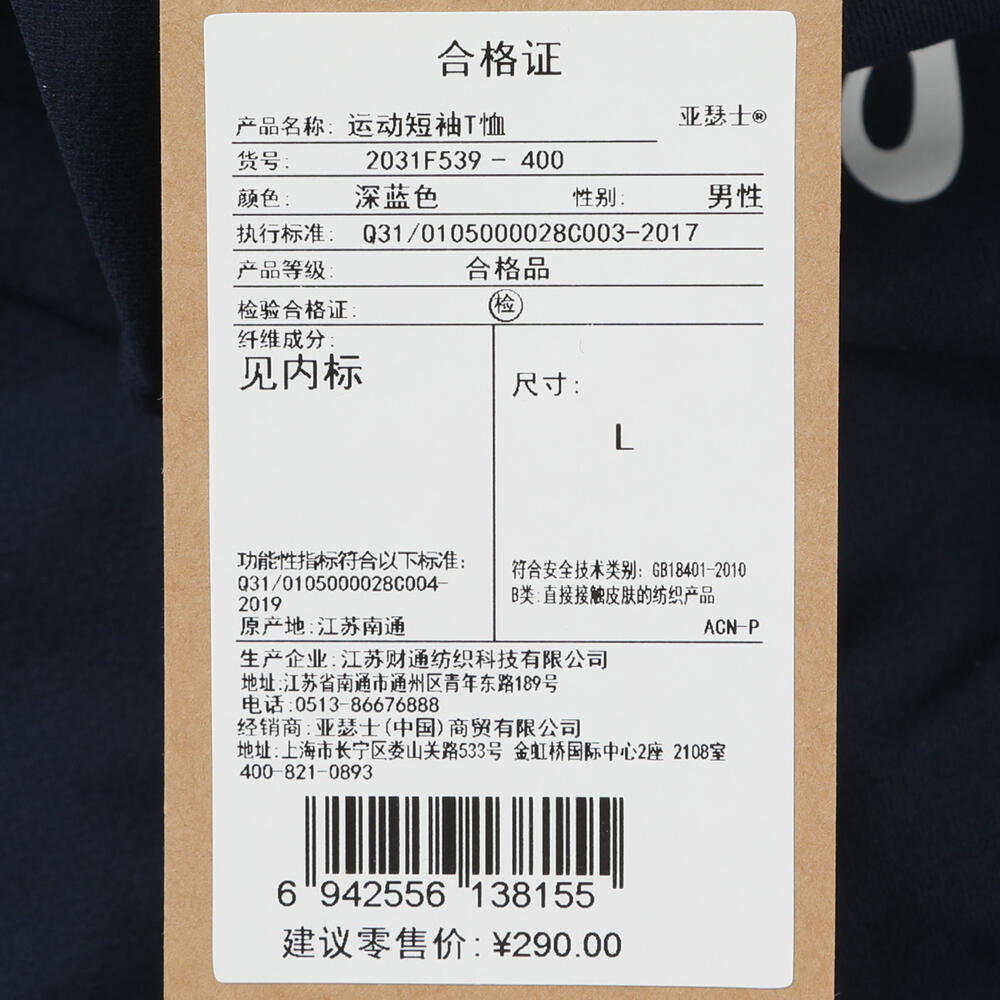 合格证
亚瑟士®
产品名称: 运动短袖T恤
货号: 2031F539 - 400
颜色: 深蓝色 性别: 男性
执行标准: Q31/0105000028C003-2017
产品等级: 合格品
检验合格证: 检
纤维成分:
见内标
尺寸:
L
功能性指标符合以下标准:
Q31/0105000028C004-
2019
原产地:江苏南通
符合安全技术类别: GB18401-2010
B类:直接接触皮肤的纺织产品
ACN-P
生产企业:江苏财通纺织科技有限公司
地址:江苏省南通市通州区青年东路189号
电话:0513-86676888
经销商:亚瑟士(中国)商贸有限公司
地址:上海市长宁区娄山关路533号 金虹桥国际中心2座 2108室
400-821-0893
6 942556 138155
建议零售价: ¥290.00